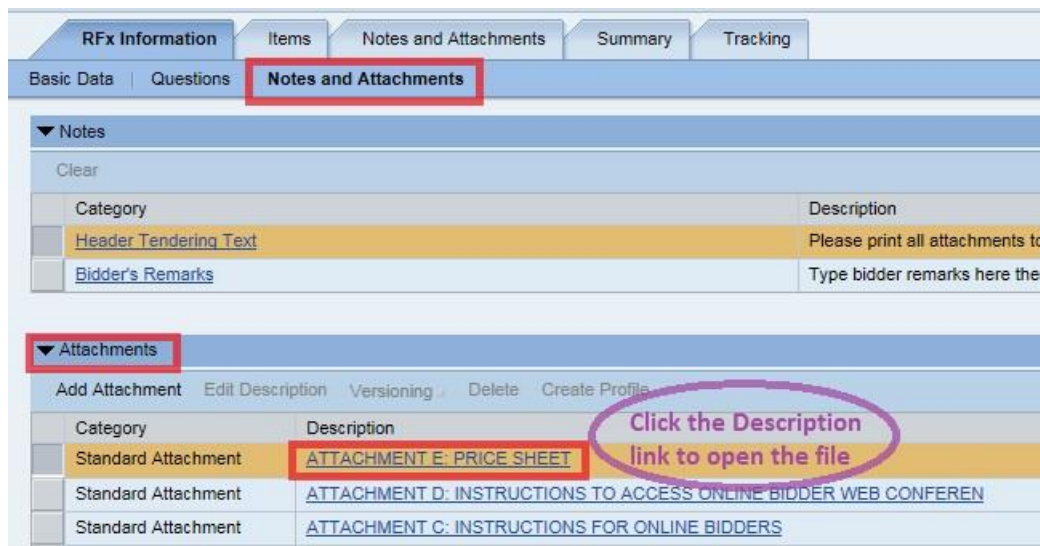 RFx Information Items Notes and Attachments Summary Tracking
Basic Data Questions Notes and Attachments
Notes
Clear
Category Description
Header Tendering Text Please print all attachments to
Bidder's Remarks Type bidder remarks here the
Attachments
Add Attachment Edit Description Versioning Delete Create Profile
Category Description
Click the Description
link to open the file
Standard Attachment ATTACHMENT E: PRICE SHEET
Standard Attachment ATTACHMENT D: INSTRUCTIONS TO ACCESS ONLINE BIDDER WEB CONFEREN
Standard Attachment ATTACHMENT C: INSTRUCTIONS FOR ONLINE BIDDERS